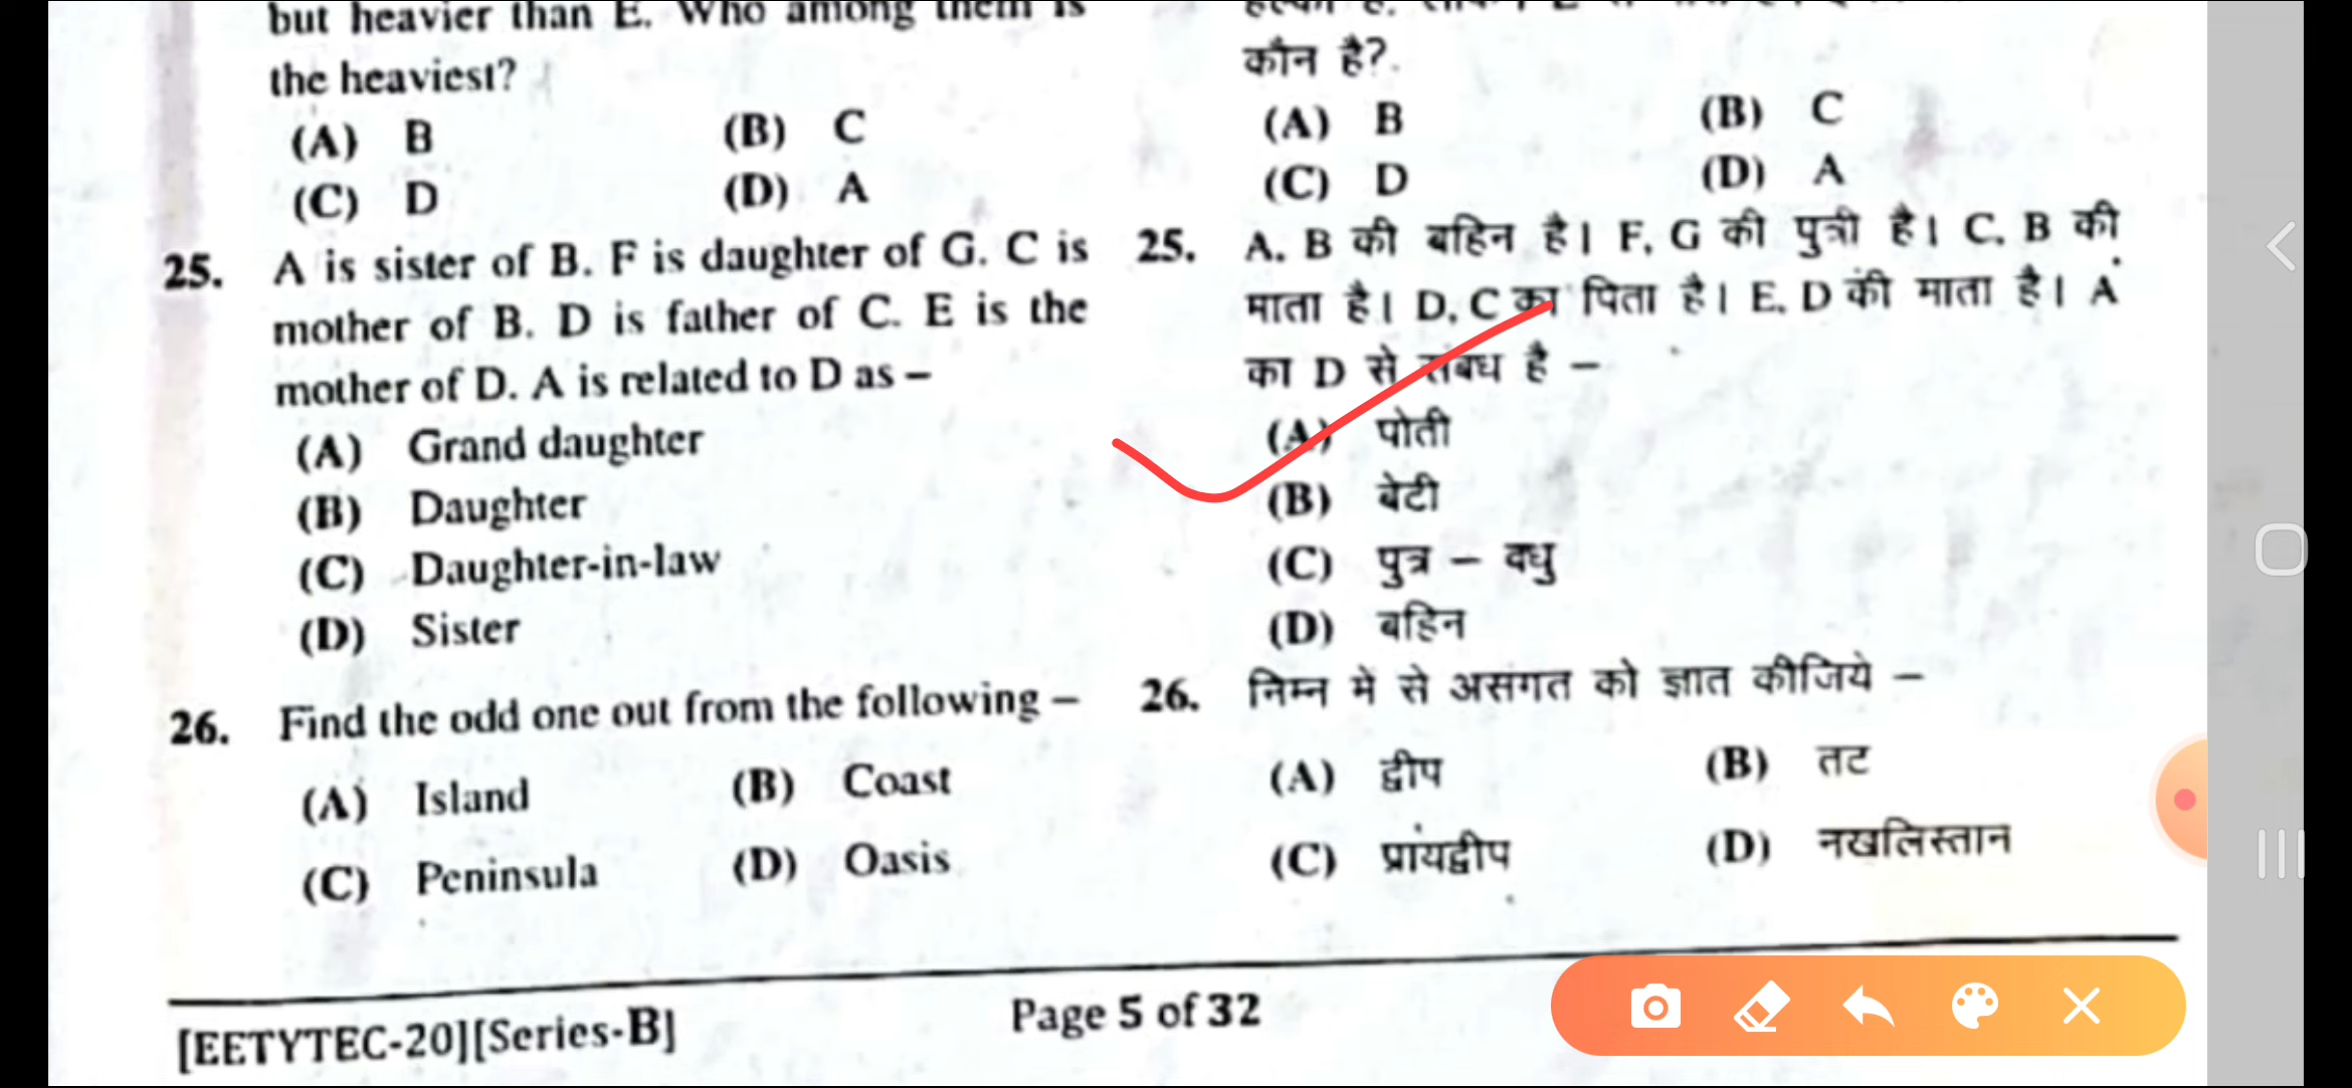 but heavier than E. Who among them is
the heaviest?
(A) B (B) C
(C) D (D) A
25. A is sister of B. F is daughter of G. C is
mother of B. D is father of C. E is the
mother of D. A is related to D as –
(A) Grand daughter
(B) Daughter
(C) Daughter-in-law
(D) Sister
26. Find the odd one out from the following –
(A) Island (B) Coast
(C) Peninsula (D) Oasis
कौन है?
(A) B (B) C
(C) D (D) A
25. A, B की बहिन है। F, G की पुत्री है। C, B की
माता है। D, C का पिता है। E, D की माता है। A
का D से संबध है –
(A) पोती
(B) बेटी
(C) पुत्र – वधु
(D) बहिन
26. निम्न में से असंगत को ज्ञात कीजिये –
(A) द्वीप (B) तट
(C) प्रांयद्वीप (D) नखलिस्तान
[EETYTEC-20][Series-B] Page 5 of 32